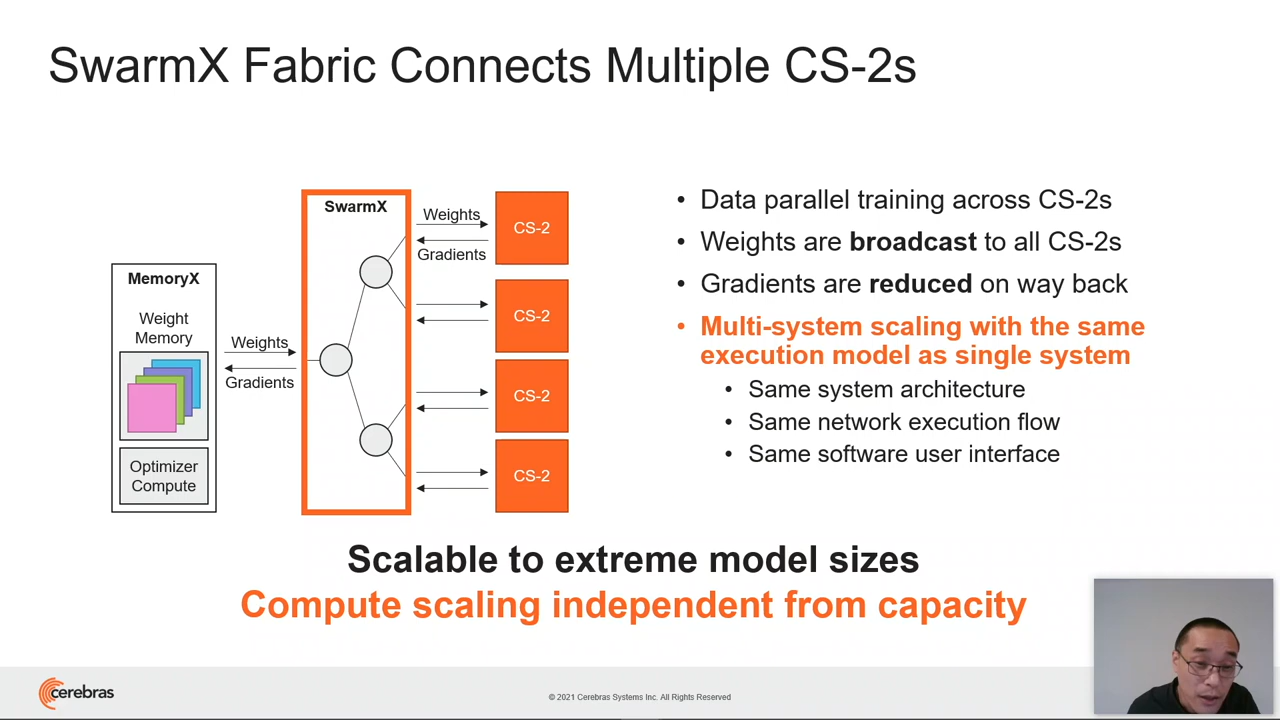 SwarmX Fabric Connects Multiple CS-2s
MemoryX
Weight
Memory
Optimizer
Compute
Weights
Gradients
SwarmX
Weights
Gradients
CS-2
CS-2
CS-2
CS-2
• Data parallel training across CS-2s
• Weights are broadcast to all CS-2s
• Gradients are reduced on way back
• Multi-system scaling with the same
execution model as single system
• Same system architecture
• Same network execution flow
• Same software user interface
Scalable to extreme model sizes
Compute scaling independent from capacity
cerebras
© 2021 Cerebras Systems Inc. All Rights Reserved